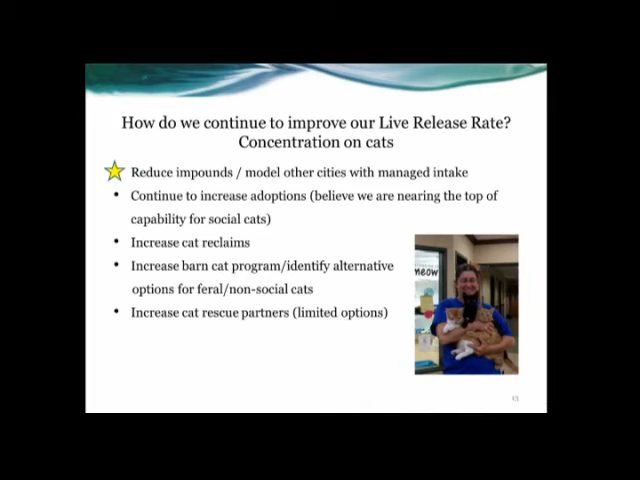 How do we continue to improve our Live Release Rate?
Concentration on cats
Reduce impounds / model other cities with managed intake
• Continue to increase adoptions (believe we are nearing the top of
capability for social cats)
• Increase cat reclaims
• Increase barn cat program/identify alternative
options for feral/non-social cats
• Increase cat rescue partners (limited options)
meow